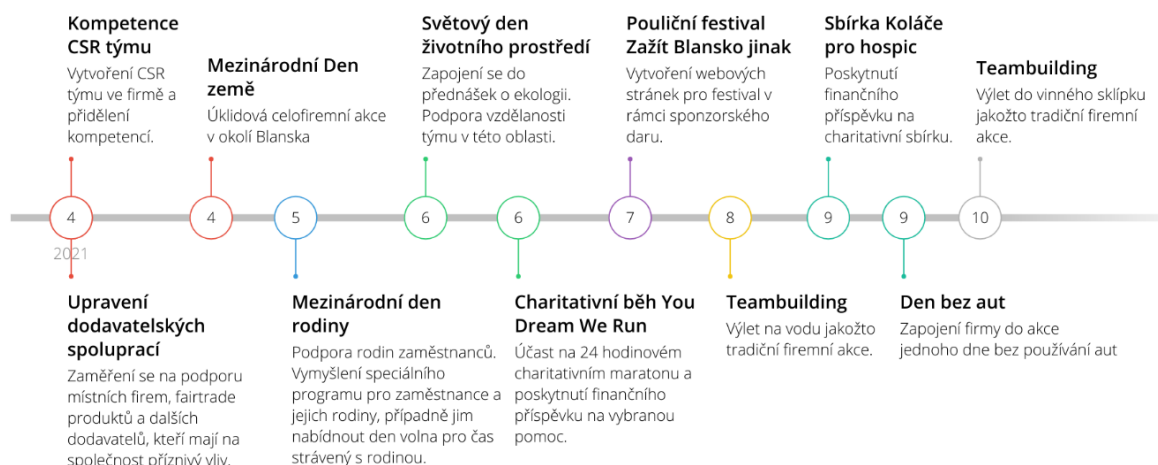 Kompetence
CSR týmu
Vytvoření CSR
týmu ve firmě a
přidělení
kompetencí.
Mezinárodní Den
země
Úklidová celofiremní akce
v okolí Blanska
Světový den
životního prostředí
Zapojení se do
přednášek o ekologii.
Podpora vzdělanosti
týmu v této oblasti.
Pouliční festival
Zažít Blansko jinak
Vytvoření webových
stránek pro festival v
rámci sponzorského
daru.
Sbírka Koláče
pro hospic
Poskytnutí
finančního
příspěvku na
charitativní sbírku.
Teambuilding
Výlet do vinného sklípku
jakožto tradiční firemní
akce.
4
4
5
6
6
7
8
9
9
10
2021
Upravení
dodavatelských
spoluprací
Zaměření se na podporu
místních firem, fairtrade
produktů a dalších
dodavatelů, kteří mají na
společnost příznivý vliv.
Mezinárodní den
rodiny
Podpora rodin zaměstnanců.
Vymyšlení speciálního
programu pro zaměstnance a
jejich rodiny, případně jim
nabídnout den volna pro čas
strávený s rodinou.
Charitativní běh You
Dream We Run
Účast na 24 hodinovém
charitativním maratonu a
poskytnutí finančního
příspěvku na vybranou
pomoc.
Teambuilding
Výlet na vodu jakožto
tradiční firemní akce.
Den bez aut
Zapojení firmy do akce
jednoho dne bez používání aut